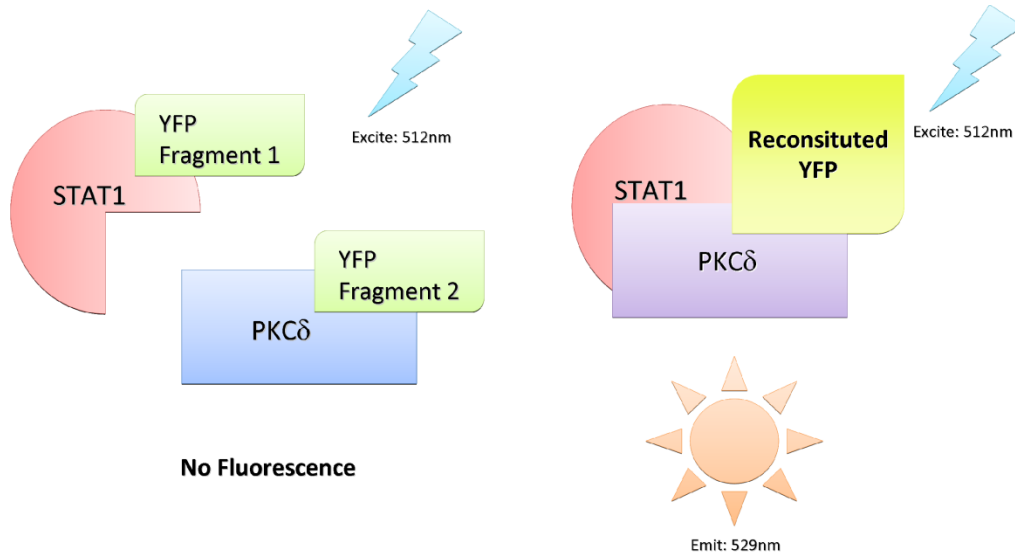 YFP
Fragment 1
Excite: 512nm
STAT1
YFP
Fragment 2
PKCδ
No Fluorescence
Reconsituted
YFP
Excite: 512nm
STAT1
PKCδ
Emit: 529nm